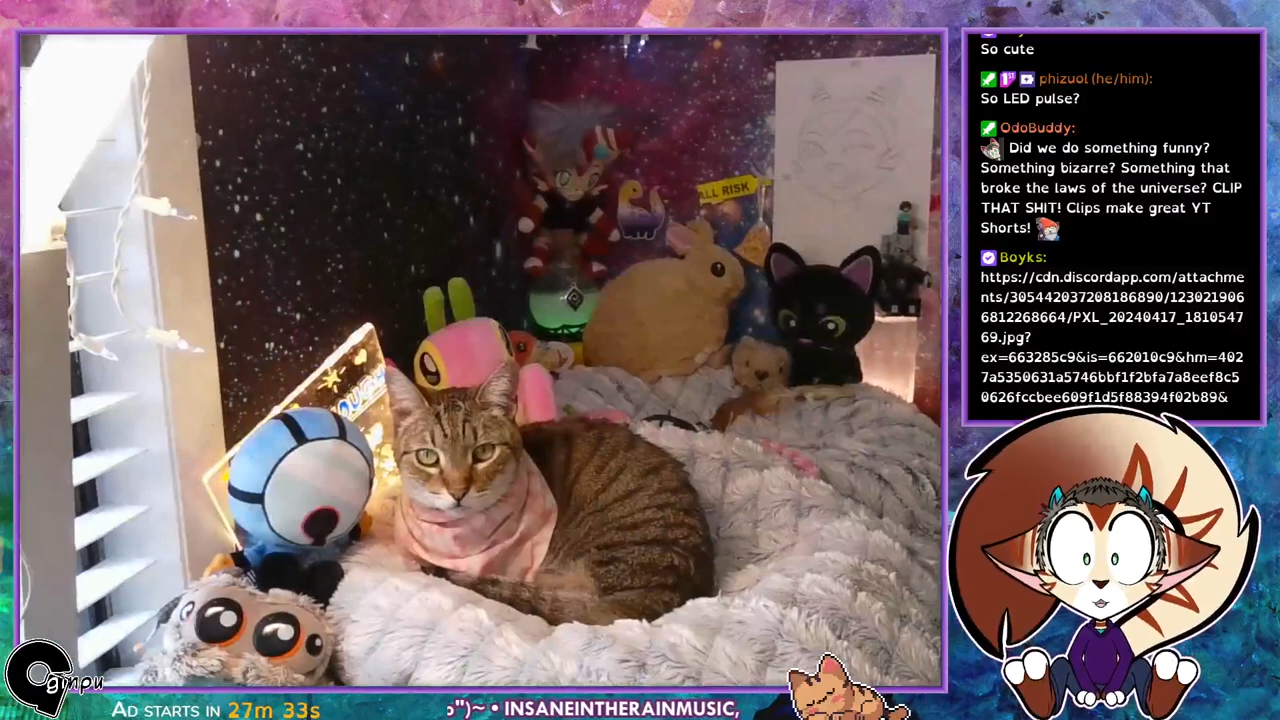 So cute
phizuol (he/him):
So LED pulse?
OdoBuddy:
Did we do something funny?
Something bizarre? Something that
broke the laws of the universe? CLIP
THAT SHIT! Clips make great YT
Shorts!
Boyks:
https://cdn.discordapp.com/attachme
nts/305442037208186890/123021906
6812268664/PXL_20240417_1810547
69.jpg?
ex=663285c9&is=662010c9&hm=402
7a5350631a5746bbf1f2bfa7a8eef8c5
0626fccbee609f1d5f88394f02b89&
ALL RISK
ginpu
AD STARTS IN 27m 33s
")~ • INSANEINTHERAINMUSIC,